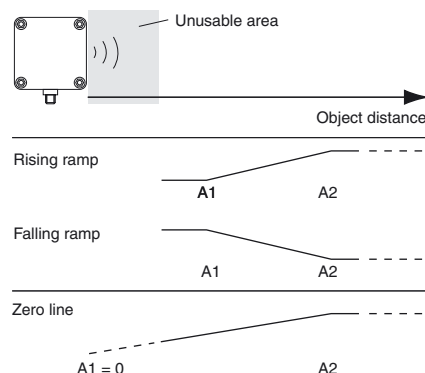 Unusable area
Object distance
Rising ramp
A1 A2
Falling ramp
A1 A2
Zero line
A1 = 0 A2